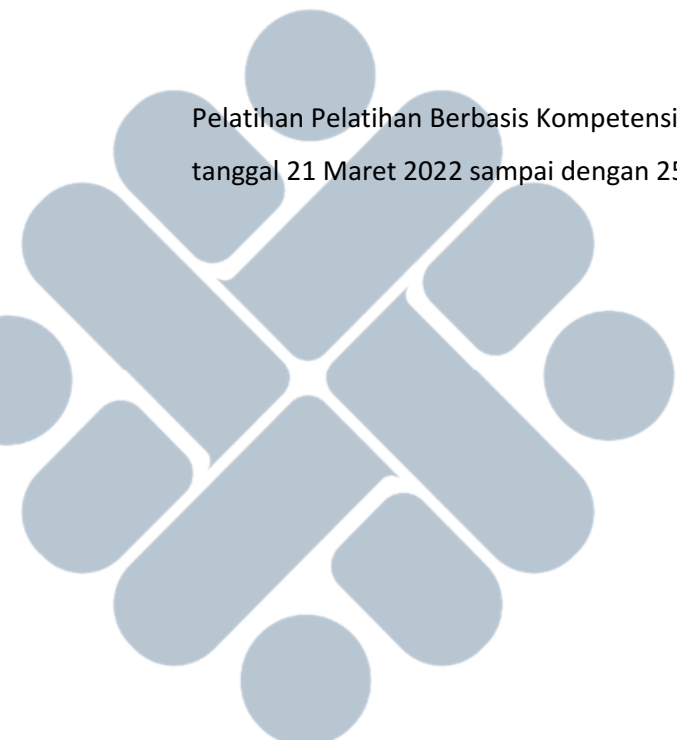 Pelatihan Pelatihan Berbasis Kompetensi
tanggal 21 Maret 2022 sampai dengan 25